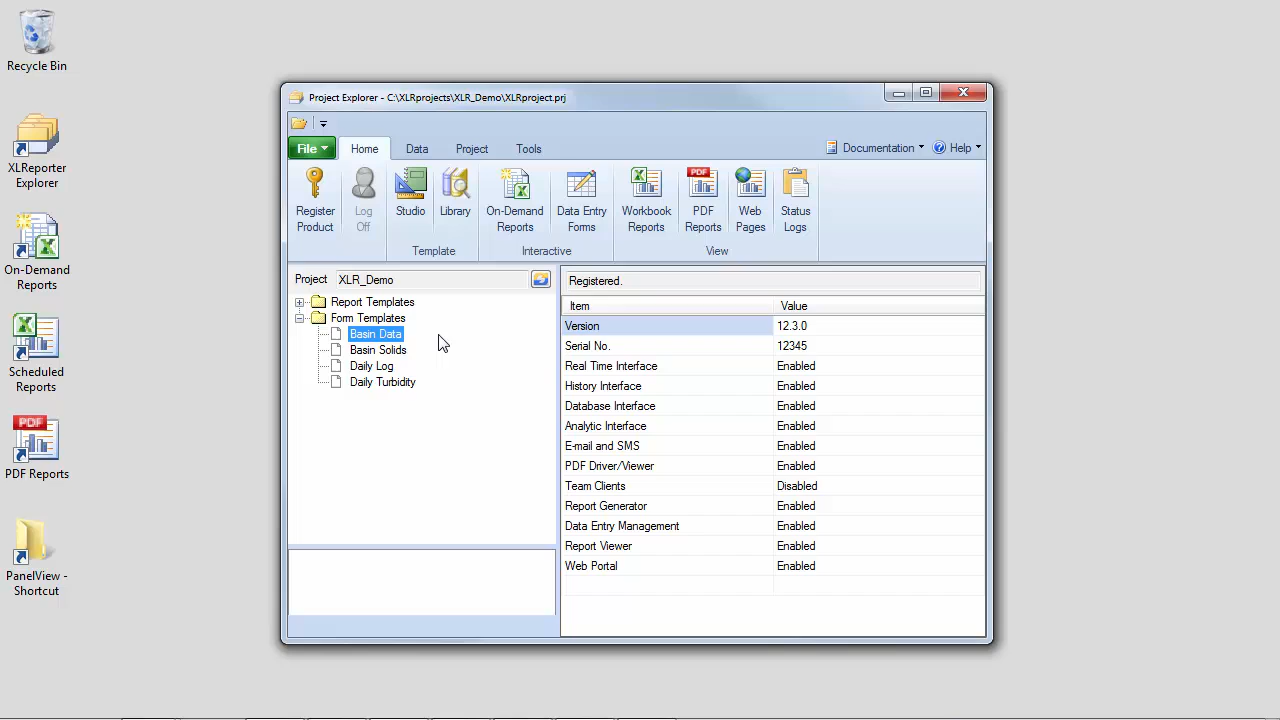 Recycle Bin
XLReporter
Explorer
On-Demand
Reports
Scheduled
Reports
PDF
PDF Reports
PanelView -
Shortcut
Project Explorer - C:\XLRprojects\XLR_Demo\XLRproject.prj
File Home Data Project Tools Documentation Help
Register
Product
Log
Off
Studio
Library
On-Demand
Reports
Data Entry
Forms
Workbook
Reports
PDF
PDF
Reports
Web
Pages
Status
Logs
Template Interactive View
Project XLR_Demo
Report Templates
Form Templates
Basin Data
Basin Solids
Daily Log
Daily Turbidity
Registered.
Item Value
Version 12.3.0
Serial No. 12345
Real Time Interface Enabled
History Interface Enabled
Database Interface Enabled
Analytic Interface Enabled
E-mail and SMS Enabled
PDF Driver/Viewer Enabled
Team Clients Disabled
Report Generator Enabled
Data Entry Management Enabled
Report Viewer Enabled
Web Portal Enabled